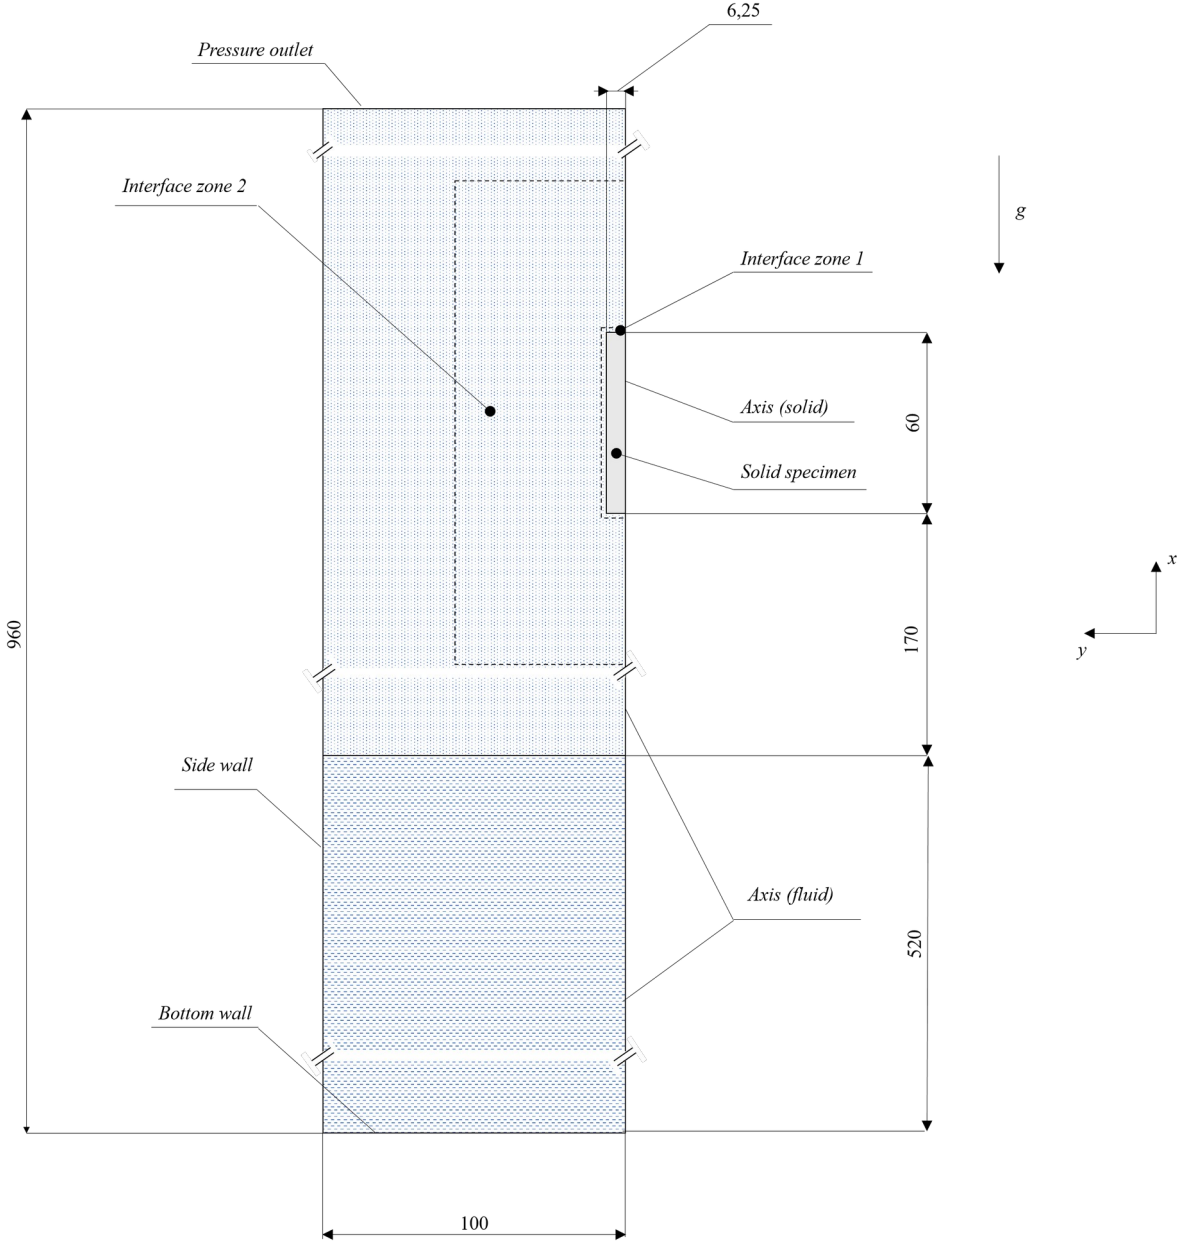 6,25
Pressure outlet
Interface zone 2
g
Interface zone 1
Axis (solid)
60
Solid specimen
x
960
170
y
Side wall
Axis (fluid)
520
Bottom wall
100